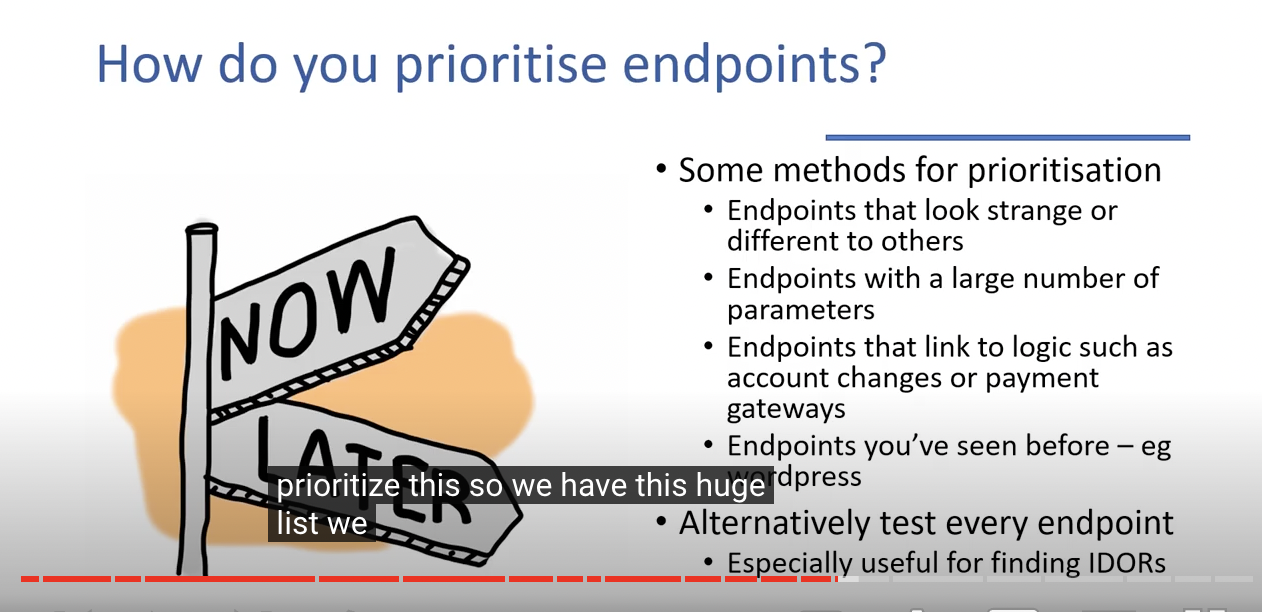 How do you prioritise endpoints?
NOW
LATER
• Some methods for prioritisation
• Endpoints that look strange or
different to others
• Endpoints with a large number of
parameters
• Endpoints that link to logic such as
account changes or payment
gateways
• Endpoints you've seen before – eg
wordpress
• Alternatively test every endpoint
• Especially useful for finding IDORs
prioritize this so we have this huge
list we